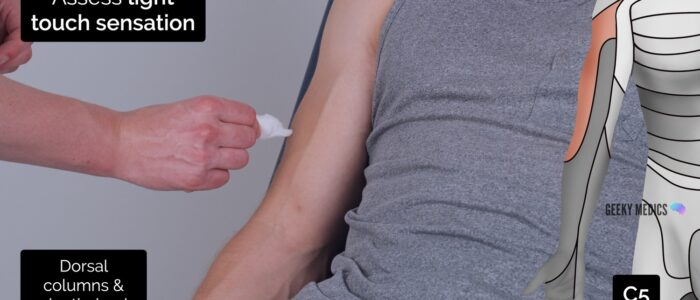 Assess light
touch sensation
GEEKY MEDICS
Dorsal
columns &
C5